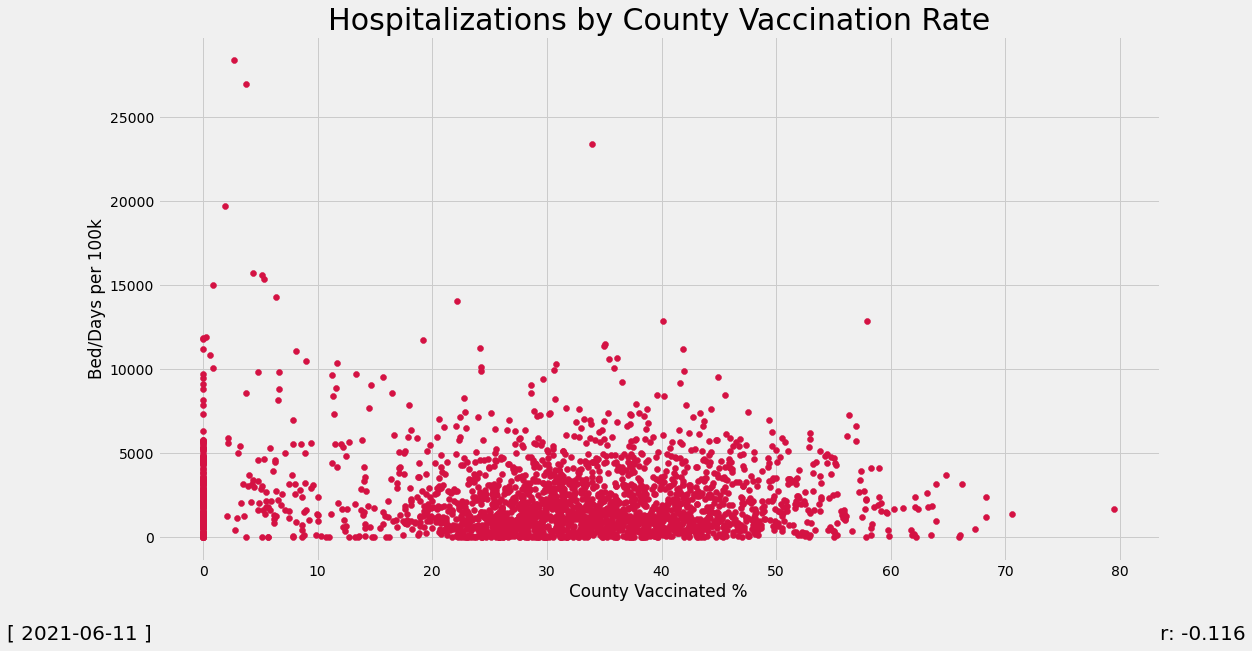 Hospitalizations by County Vaccination Rate
Bed/Days per 100k
25000
20000
15000
10000
5000
0
0 10 20 30 40 50 60 70 80
County Vaccinated %
[ 2021-06-11 ]
r: -0.116